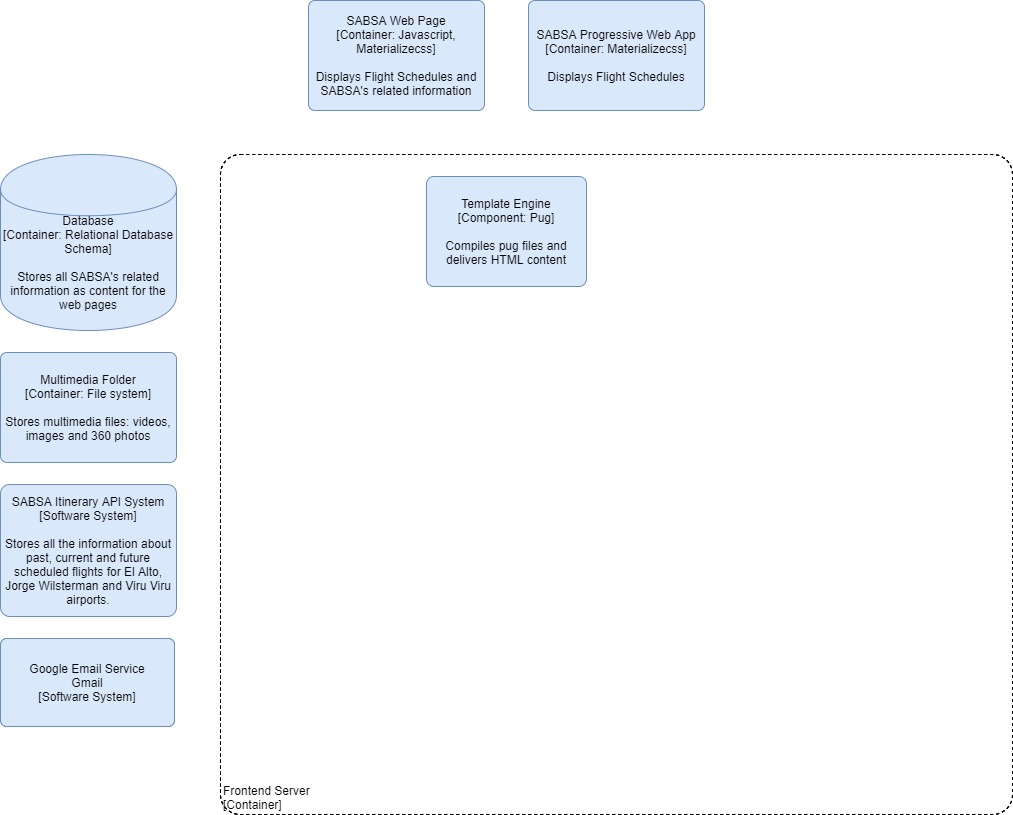 SABSA Web Page
[Container: Javascript,
Materializecss]
Displays Flight Schedules and
SABSA's related information
SABSA Progressive Web App
[Container: Materializecss]
Displays Flight Schedules
Database
[Container: Relational Database
Schema]
Stores all SABSA's related
information as content for the
web pages
Template Engine
[Component: Pug]
Compiles pug files and
delivers HTML content
Multimedia Folder
[Container: File system]
Stores multimedia files: videos,
images and 360 photos
SABSA Itinerary API System
[Software System]
Stores all the information about
past, current and future
scheduled flights for El Alto,
Jorge Wilsterman and Viru Viru
airports.
Google Email Service
Gmail
[Software System]
Frontend Server
[Container]